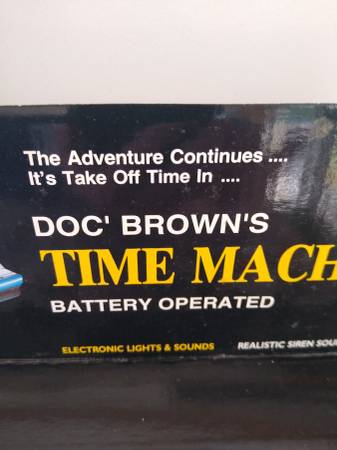 The Adventure Continues ....
It's Take Off Time In ....
DOC' BROWN'S
TIME MACH
BATTERY OPERATED
ELECTRONIC LIGHTS & SOUNDS REALISTIC SIREN SOU